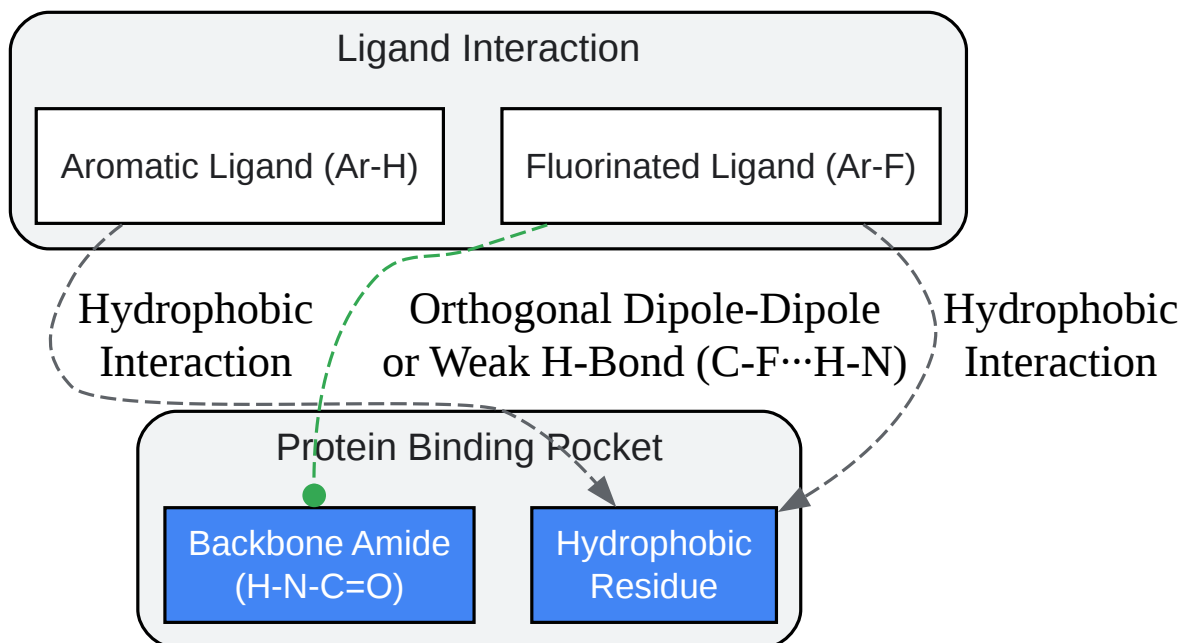 Ligand Interaction
Aromatic Ligand (Ar-H)
Fluorinated Ligand (Ar-F)
Hydrophobic
Interaction
Orthogonal Dipole-Dipole
or Weak H-Bond (C-F···H-N)
Hydrophobic
Interaction
Protein Binding Pocket
Backbone Amide
(H-N-C=O)
Hydrophobic
Residue